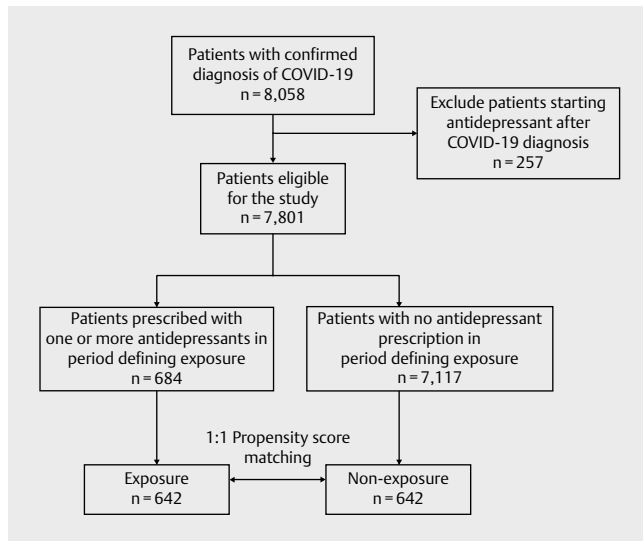 Patients with confirmed
diagnosis of COVID-19
n = 8,058
Exclude patients starting
antidepressant after
COVID-19 diagnosis
n = 257
Patients eligible
for the study
n = 7,801
Patients prescribed with
one or more antidepressants in
period defining exposure
n = 684
Patients with no antidepressant
prescription in
period defining exposure
n = 7,117
1:1 Propensity score
matching
Exposure
n = 642
Non-exposure
n = 642